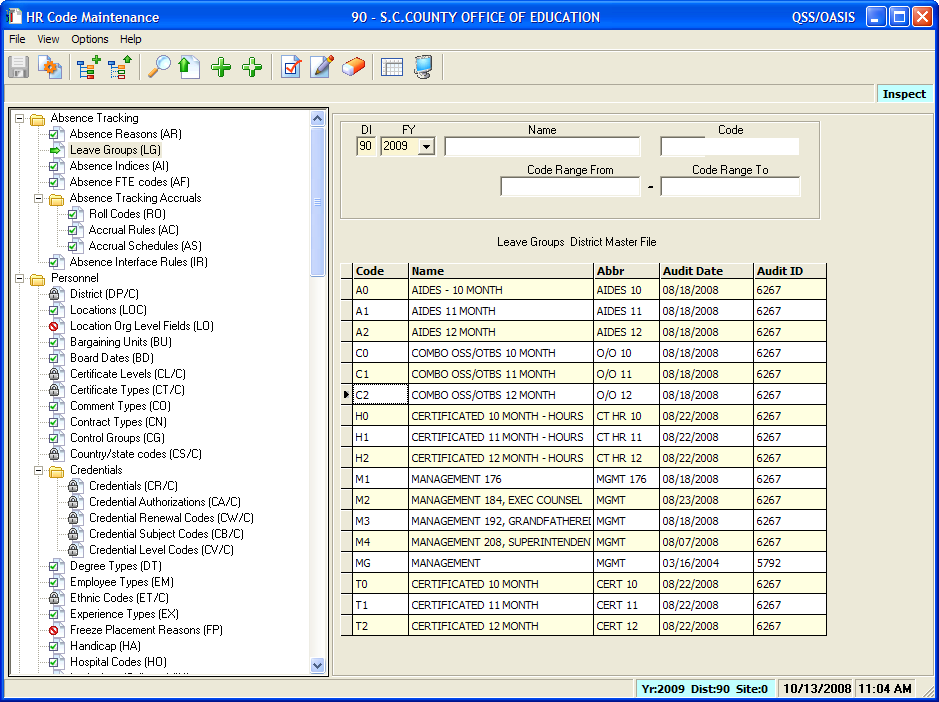 HR Code Maintenance 90 - S.C.COUNTY OFFICE OF EDUCATION QSS/OASIS
File View Options Help
Inspect
Absence Tracking
Absence Reasons (AR)
Leave Groups (LG)
Absence Indices (AI)
Absence FTE codes (AF)
Absence Tracking Accruals
Roll Codes (RO)
Accrual Rules (AC)
Accrual Schedules (AS)
Absence Interface Rules (IR)
Personnel
District (DP/C)
Locations (LOC)
Location Org Level Fields (LO)
Bargaining Units (BU)
Board Dates (BD)
Certificate Levels (CL/C)
Certificate Types (CT/C)
Comment Types (CO)
Contract Types (CN)
Control Groups (CG)
Country/state codes (CS/C)
Credentials
Credentials (CR/C)
Credential Authorizations (CA/C)
Credential Renewal Codes (CW/C)
Credential Subject Codes (CB/C)
Credential Level Codes (CV/C)
Degree Types (DT)
Employee Types (EM)
Ethnic Codes (ET/C)
Experience Types (EX)
Freeze Placement Reasons (FP)
Handicap (HA)
Hospital Codes (HO)
DI FY Name Code
90 2009
Code Range From Code Range To
-
Leave Groups District Master File
Code Name Abbr Audit Date Audit ID
A0 AIDES - 10 MONTH AIDES 10 08/18/2008 6267
A1 AIDES 11 MONTH AIDES 11 08/18/2008 6267
A2 AIDES 12 MONTH AIDES 12 08/18/2008 6267
C0 COMBO OSS/OTBS 10 MONTH O/O 10 08/18/2008 6267
C1 COMBO OSS/OTBS 11 MONTH O/O 11 08/18/2008 6267
C2 COMBO OSS/OTBS 12 MONTH O/O 12 08/18/2008 6267
H0 CERTIFICATED 10 MONTH - HOURS CT HR 10 08/22/2008 6267
H1 CERTIFICATED 11 MONTH - HOURS CT HR 11 08/22/2008 6267
H2 CERTIFICATED 12 MONTH - HOURS CT HR 12 08/22/2008 6267
M1 MANAGEMENT 176 MGMT 176 08/18/2008 6267
M2 MANAGEMENT 184, EXEC COUNSEL MGMT 08/23/2008 6267
M3 MANAGEMENT 192, GRANDFATHEREI MGMT 08/18/2008 6267
M4 MANAGEMENT 208, SUPERINTENDEN MGMT 08/07/2008 6267
MG MANAGEMENT MGMT 03/16/2004 5792
T0 CERTIFICATED 10 MONTH CERT 10 08/22/2008 6267
T1 CERTIFICATED 11 MONTH CERT 11 08/22/2008 6267
T2 CERTIFICATED 12 MONTH CERT 12 08/22/2008 6267
Yr:2009 Dist:90 Site:0 10/13/2008 11:04 AM